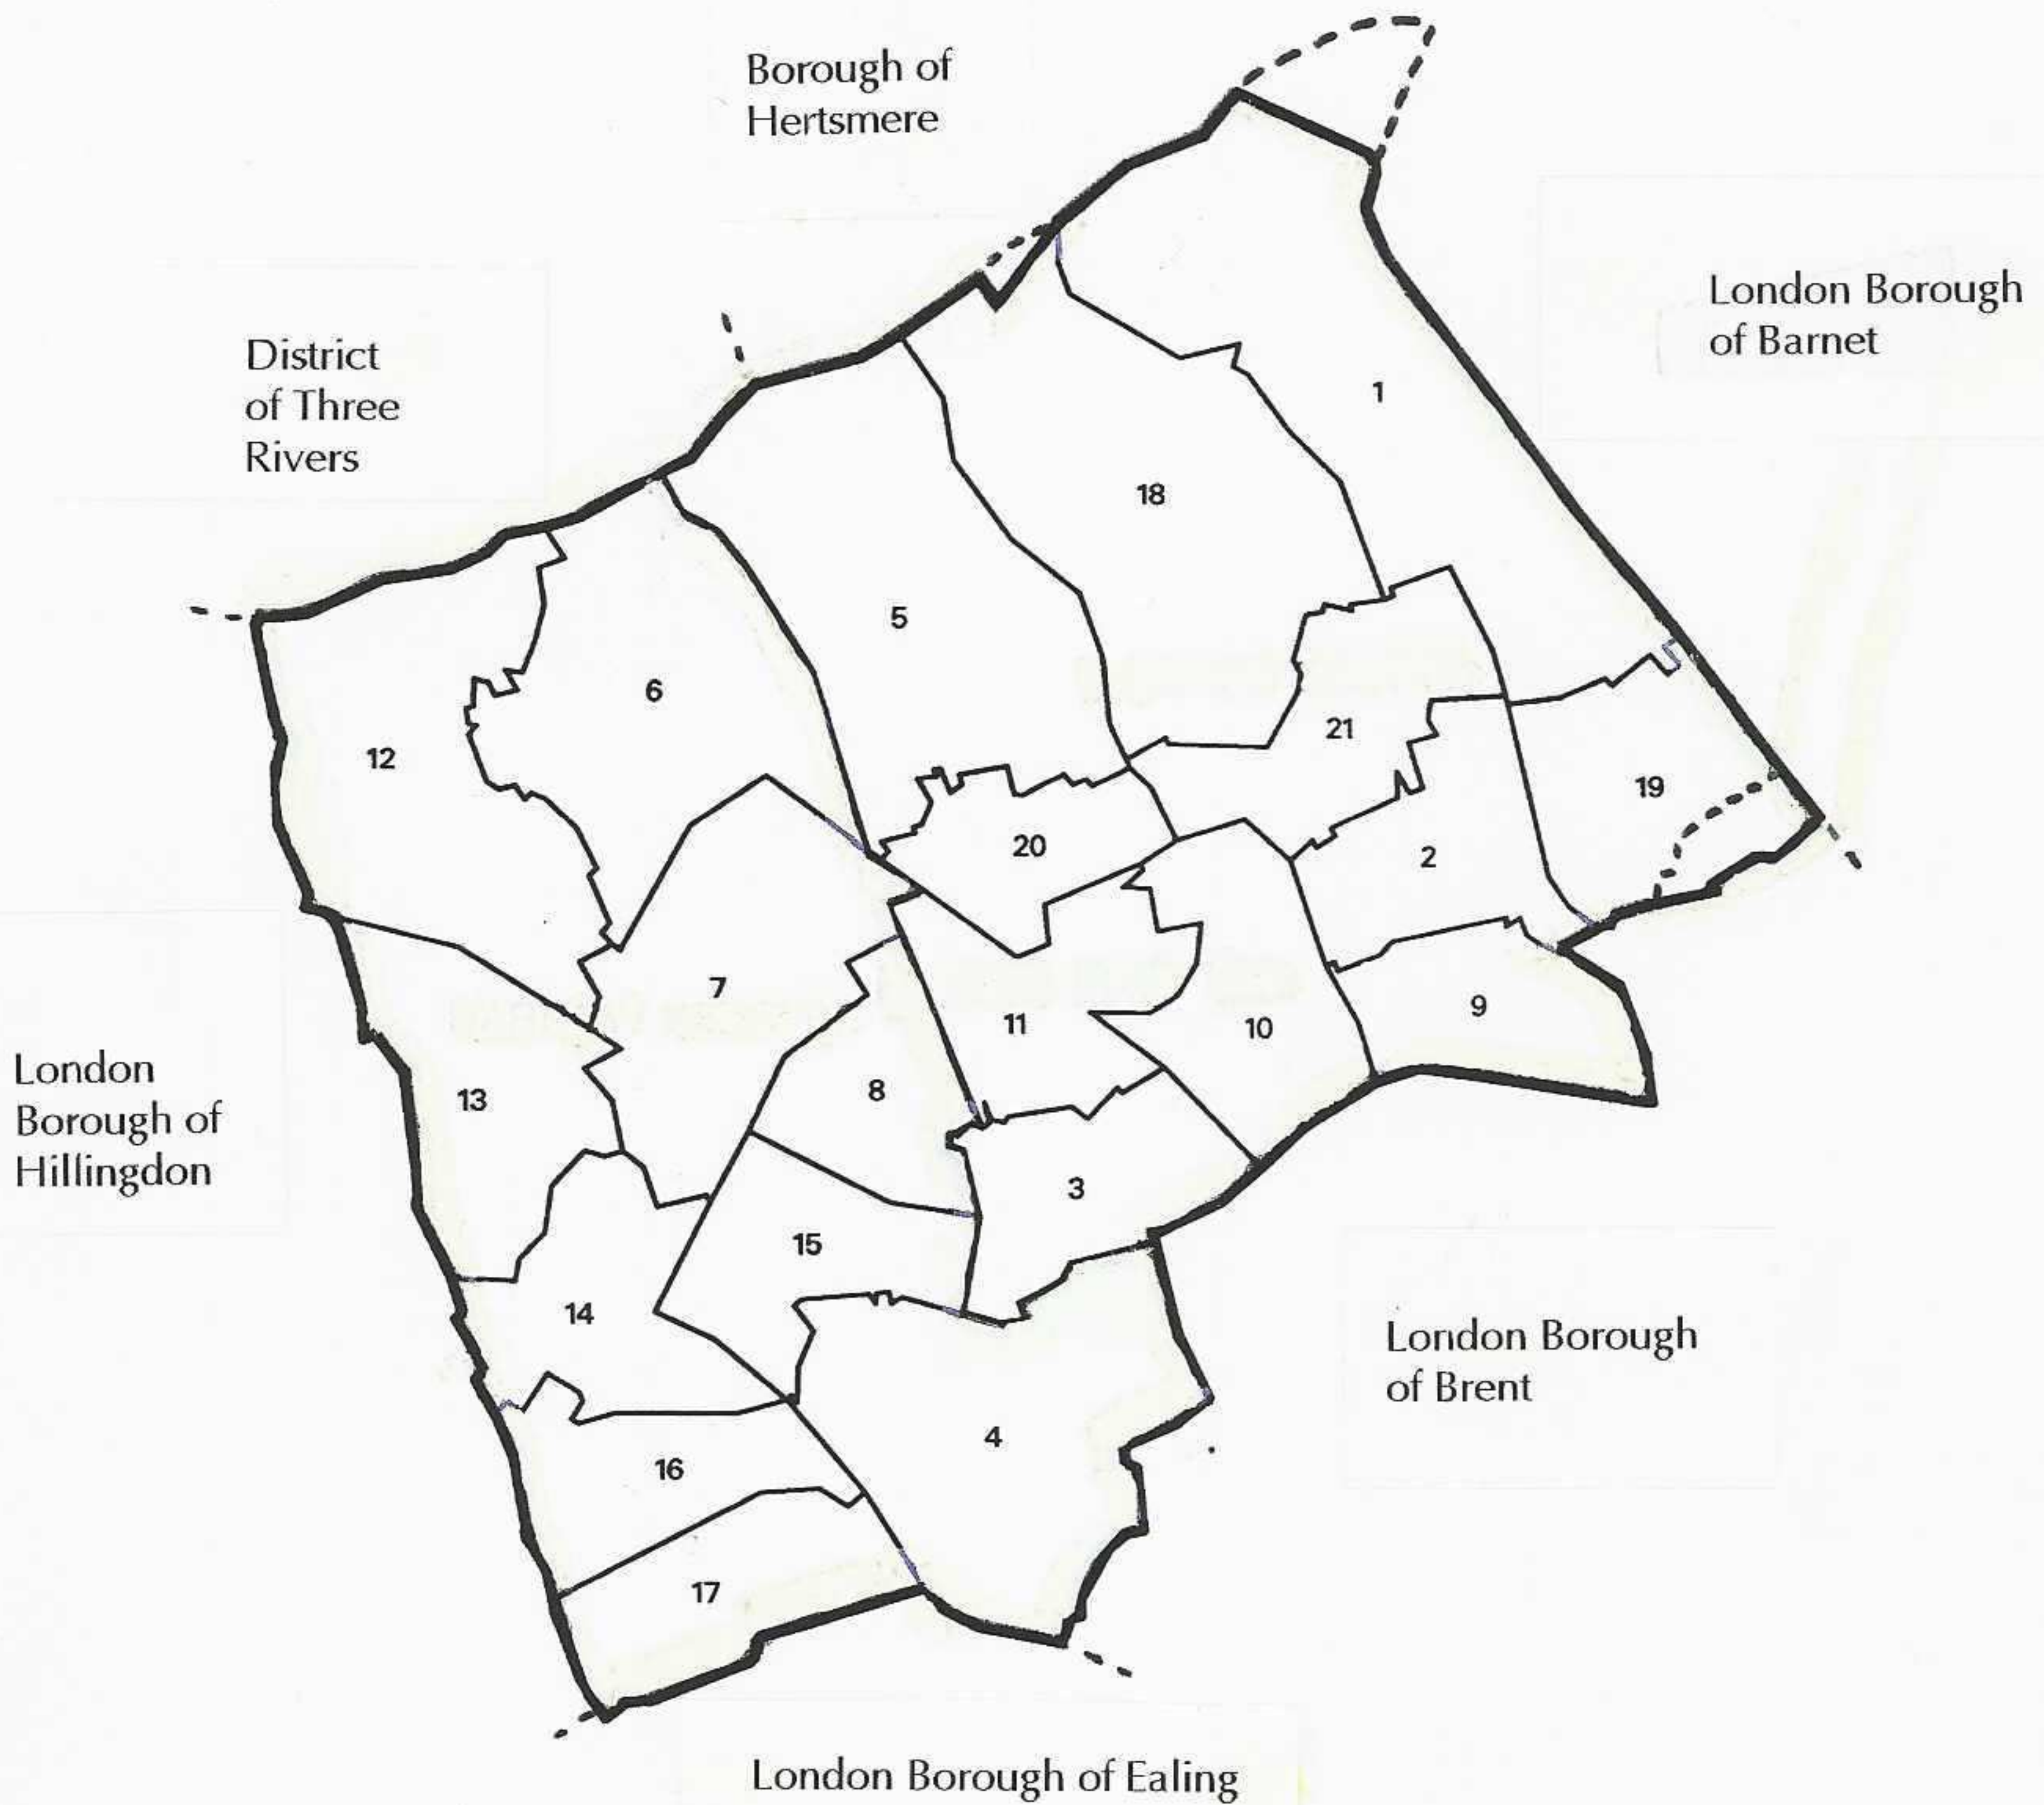 Borough of
Hertsmere
London Borough
of Barnet
District
of Three
Rivers
1
18
5
6
21
12
19
20
2
7
9
11
10
8
13
3
15
14
4
16
17
London
Borough of
Hillingdon
London Borough
of Brent
London Borough of Ealing